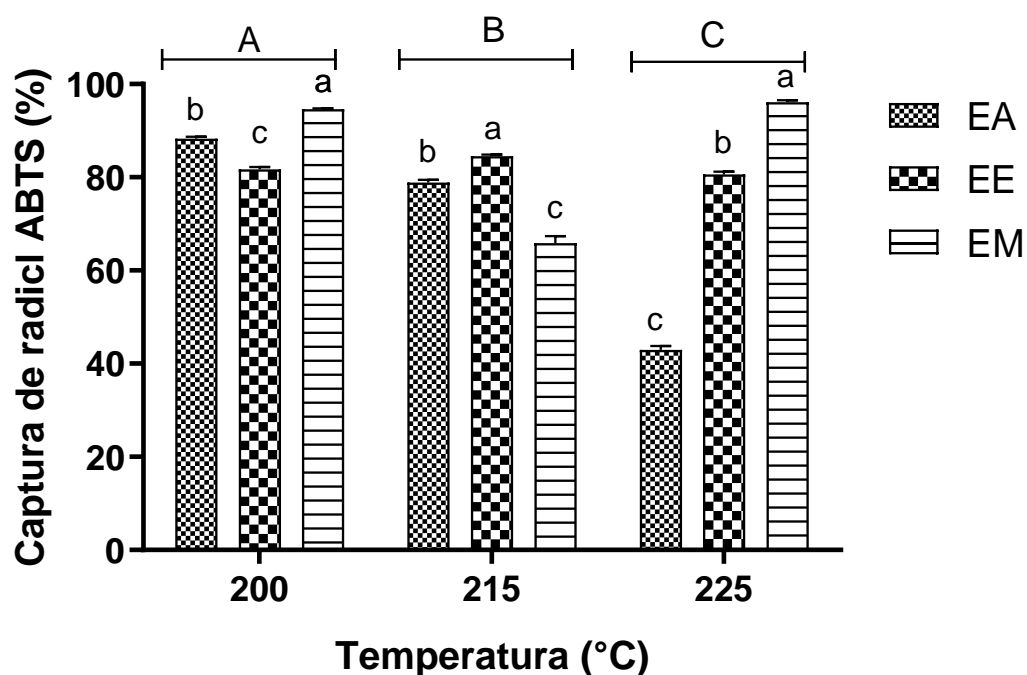 A
B
C
b
c
a
b
a
c
c
b
a
100
80
60
40
20
0
Captura de radicl ABTS (%)
200
215
225
Temperatura (°C)
EA
EE
EM